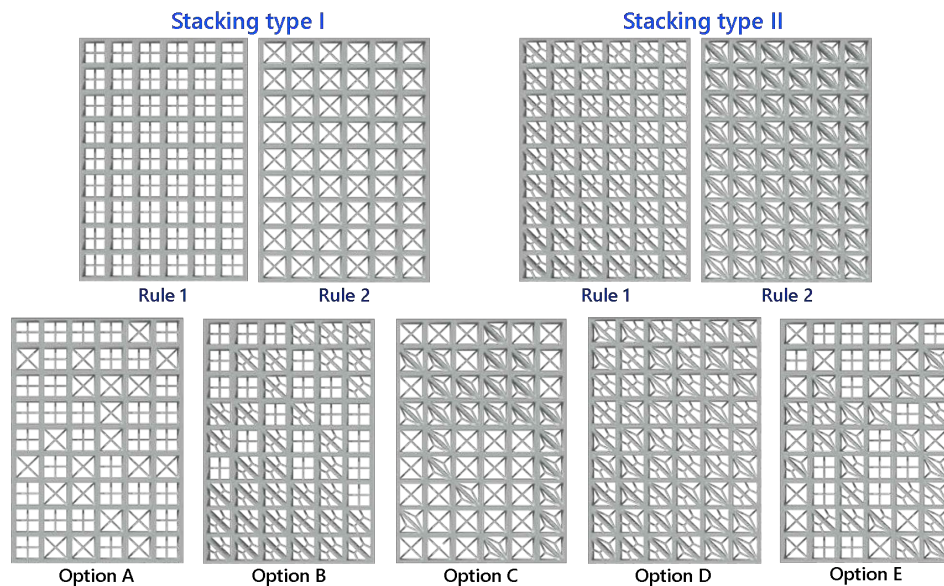 Stacking type I
Stacking type II
Rule 1
Rule 2
Rule 1
Rule 2
Option A
Option B
Option C
Option D
Option E